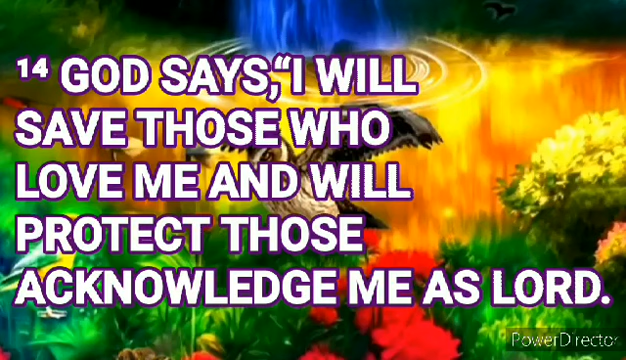 ¹⁴ GOD SAYS,“I WILL
SAVE THOSE WHO
LOVE ME AND WILL
PROTECT THOSE
ACKNOWLEDGE ME AS LORD.
PowerDirector